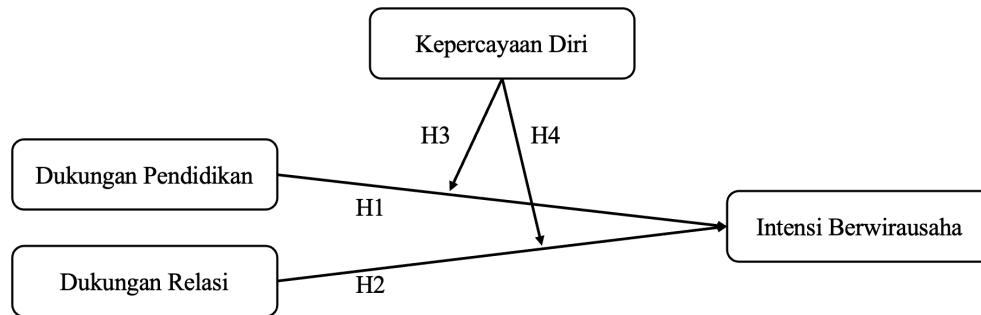 Kepercayaan Diri
H3
H4
Dukungan Pendidikan
H1
Intensi Berwirausaha
Dukungan Relasi
H2